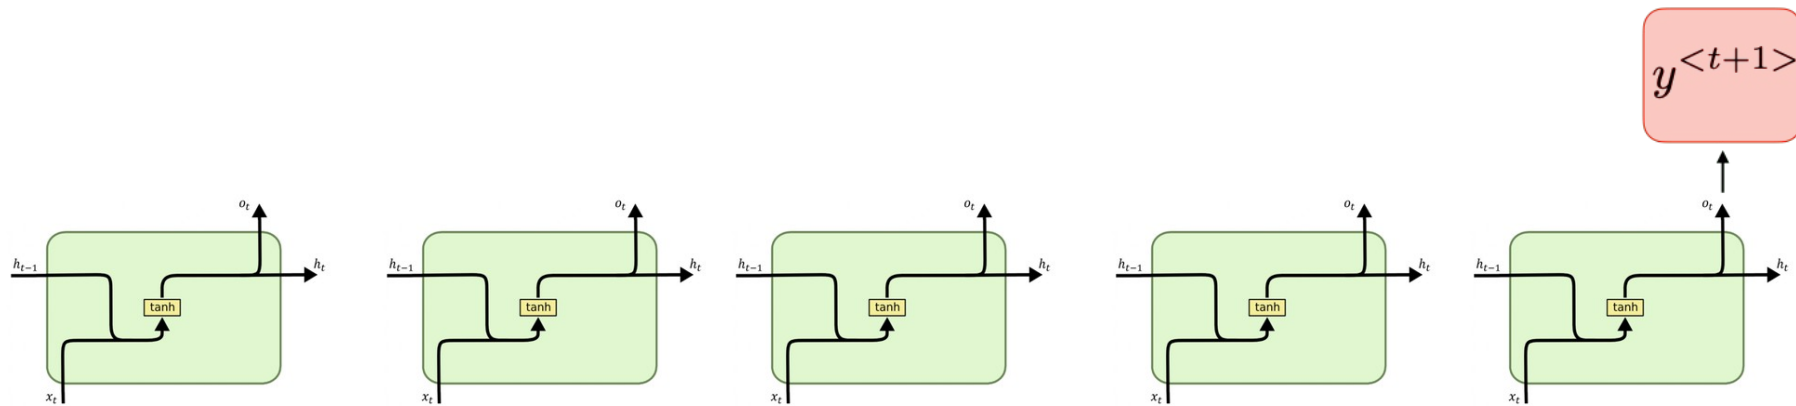 y^{<t+1>}
o_t
o_t
o_t
o_t
o_t
h_{t-1}
h_t
h_{t-1}
h_t
h_{t-1}
h_t
h_{t-1}
h_t
h_{t-1}
h_t
tanh
tanh
tanh
tanh
tanh
x_t
x_t
x_t
x_t
x_t